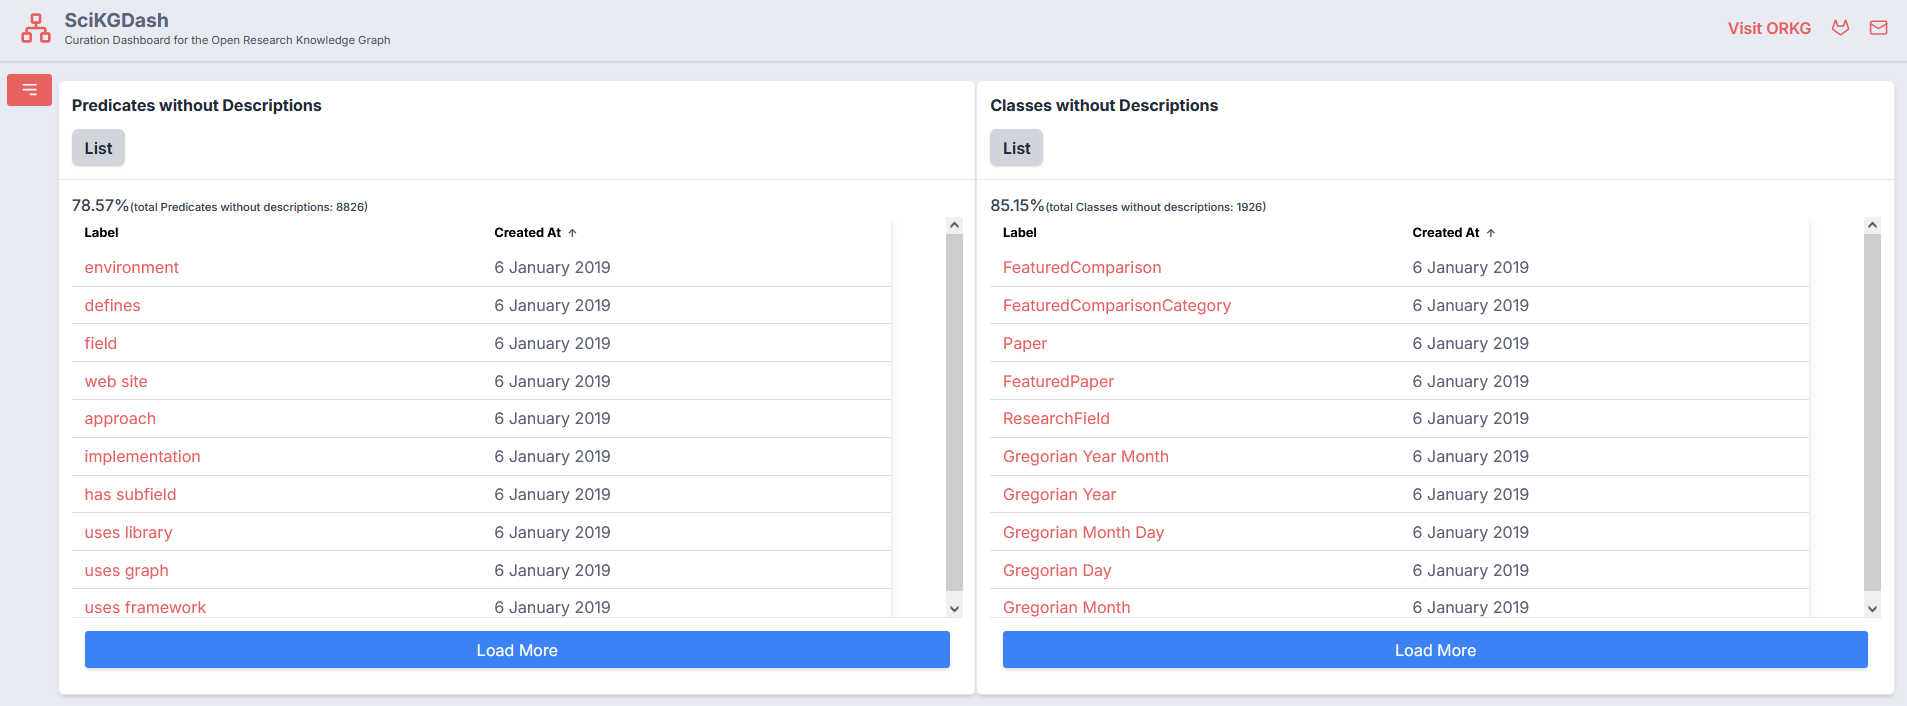 SciKGDash
Curation Dashboard for the Open Research Knowledge Graph
Visit ORKG
Predicates without Descriptions
List
78.57%(total Predicates without descriptions: 8826)
Label Created At ↑
environment 6 January 2019
defines 6 January 2019
field 6 January 2019
web site 6 January 2019
approach 6 January 2019
implementation 6 January 2019
has subfield 6 January 2019
uses library 6 January 2019
uses graph 6 January 2019
uses framework 6 January 2019
Load More
Classes without Descriptions
List
85.15%(total Classes without descriptions: 1926)
Label Created At ↑
FeaturedComparison 6 January 2019
FeaturedComparisonCategory 6 January 2019
Paper 6 January 2019
FeaturedPaper 6 January 2019
ResearchField 6 January 2019
Gregorian Year Month 6 January 2019
Gregorian Year 6 January 2019
Gregorian Month Day 6 January 2019
Gregorian Day 6 January 2019
Gregorian Month 6 January 2019
Load More